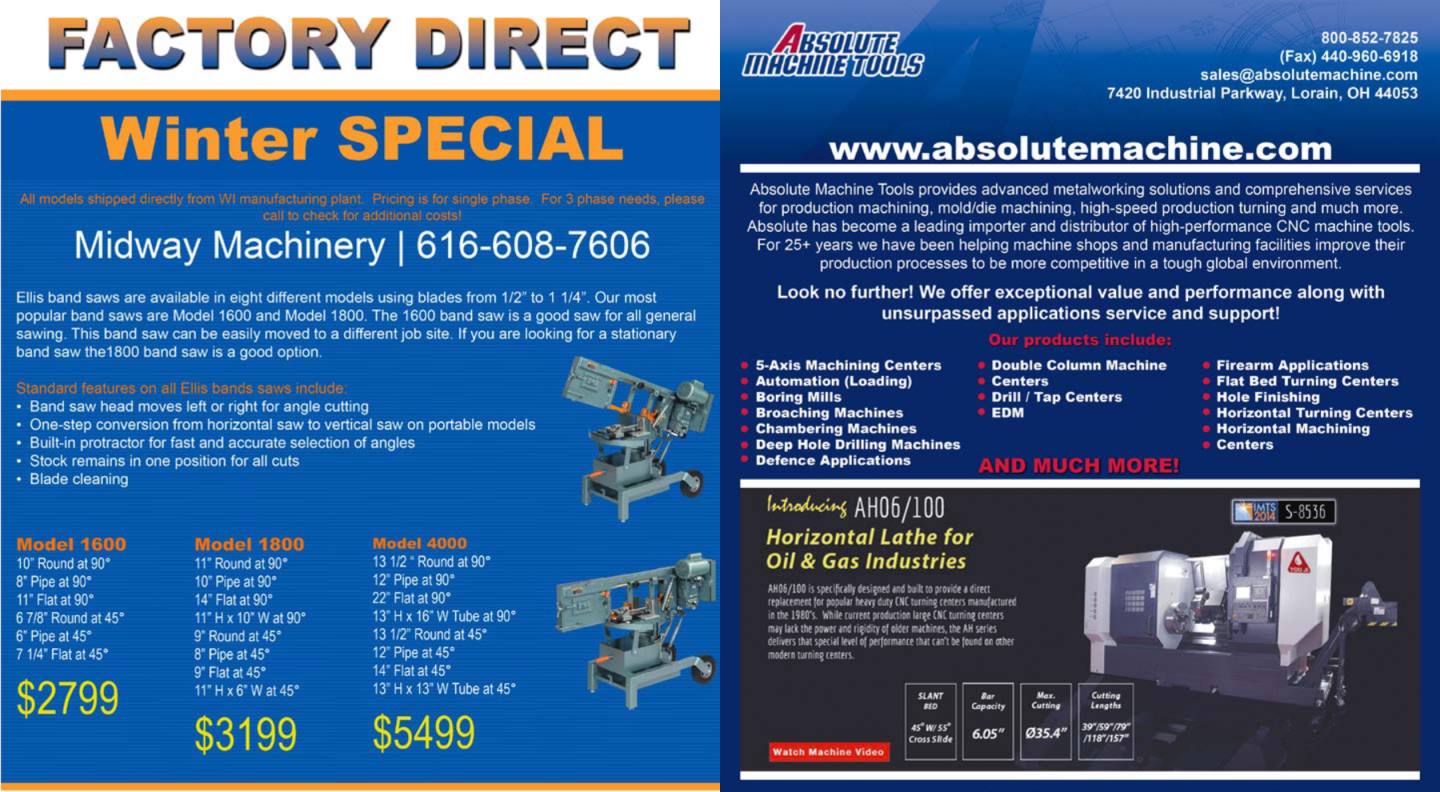 FACTORY DIRECT
Winter SPECIAL
All models shipped directly from WI manufacturing plant. Pricing is for single phase. For 3 phase needs, please
call to check for additional costs!
Midway Machinery | 616-608-7606
Ellis band saws are available in eight different models using blades from 1/2" to 1 1/4". Our most
popular band saws are Model 1600 and Model 1800. The 1600 band saw is a good saw for all general
sawing. This band saw can be easily moved to a different job site. If you are looking for a stationary
band saw the1800 band saw is a good option.
Standard features on all Ellis bands saws include:
• Band saw head moves left or right for angle cutting
• One-step conversion from horizontal saw to vertical saw on portable models
• Built-in protractor for fast and accurate selection of angles
• Stock remains in one position for all cuts
• Blade cleaning
Model 1600
10" Round at 90°
8" Pipe at 90°
11" Flat at 90°
6 7/8" Round at 45°
6" Pipe at 45°
7 1/4" Flat at 45°
$2799
Model 1800
11" Round at 90°
10" Pipe at 90°
14" Flat at 90°
11" H x 10" W at 90°
9" Round at 45°
8" Pipe at 45°
9" Flat at 45°
11" H x 6" W at 45°
$3199
Model 4000
13 1/2 " Round at 90°
12" Pipe at 90°
22" Flat at 90°
13" H x 16" W Tube at 90°
13 1/2" Round at 45°
12" Pipe at 45°
14" Flat at 45°
13" H x 13" W Tube at 45°
$5499
ABSOLUTE
MACHINE TOOLS
800-852-7825
(Fax) 440-960-6918
sales@absolutemachine.com
7420 Industrial Parkway, Lorain, OH 44053
www.absolutemachine.com
Absolute Machine Tools provides advanced metalworking solutions and comprehensive services
for production machining, mold/die machining, high-speed production turning and much more.
Absolute has become a leading importer and distributor of high-performance CNC machine tools.
For 25+ years we have been helping machine shops and manufacturing facilities improve their
production processes to be more competitive in a tough global environment.
Look no further! We offer exceptional value and performance along with
unsurpassed applications service and support!
Our products include:
• 5-Axis Machining Centers
• Automation (Loading)
• Boring Mills
• Broaching Machines
• Chambering Machines
• Deep Hole Drilling Machines
• Defence Applications
• Double Column Machine
• Centers
• Drill / Tap Centers
• EDM
• Firearm Applications
• Flat Bed Turning Centers
• Hole Finishing
• Horizontal Turning Centers
• Horizontal Machining
• Centers
AND MUCH MORE!
Introducing AH06/100
IMTS
2014
S-8536
Horizontal Lathe for
Oil & Gas Industries
AH06/100 is specifically designed and built to provide a direct
replacement for popular heavy duty CNC turning centers manufactured
in the 1980's. While current production large CNC turning centers
may lack the power and rigidity of older machines, the AH series
delivers that special level of performance that can't be found on other
modern turning centers.
YOU JI
SLANT
BED
45° W/ 55°
Cross Slide
Bar
Capacity
6.05"
Max.
Cutting
Ø35.4"
Cutting
Lengths
39"/59"/79"
/118"/157"
Watch Machine Video